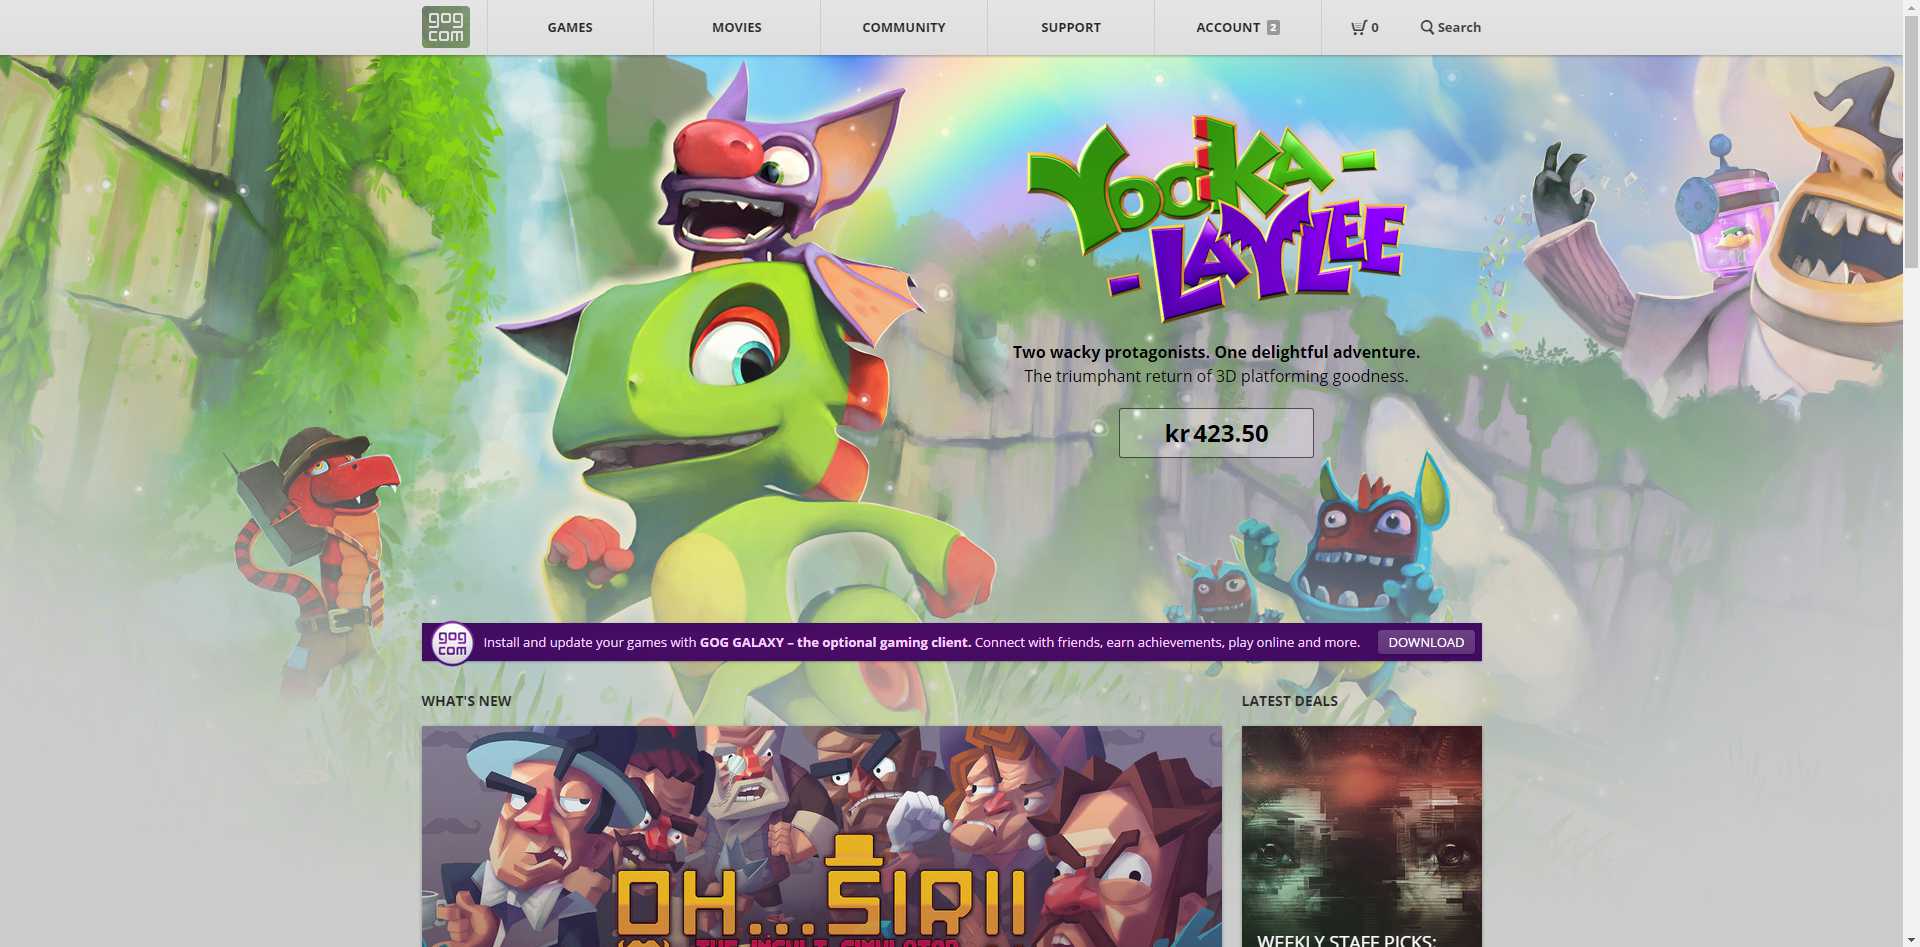 gog
com
GAMES
MOVIES
COMMUNITY
SUPPORT
ACCOUNT 2
0
Search
YOOKA-
-LAYLEE
Two wacky protagonists. One delightful adventure.
The triumphant return of 3D platforming goodness.
kr 423.50
gog
com
Install and update your games with GOG GALAXY – the optional gaming client. Connect with friends, earn achievements, play online and more.
DOWNLOAD
WHAT'S NEW
LATEST DEALS
OH...SIR!!
THE INSULT SIMULATOR
WEEKLY STAFF PICKS: